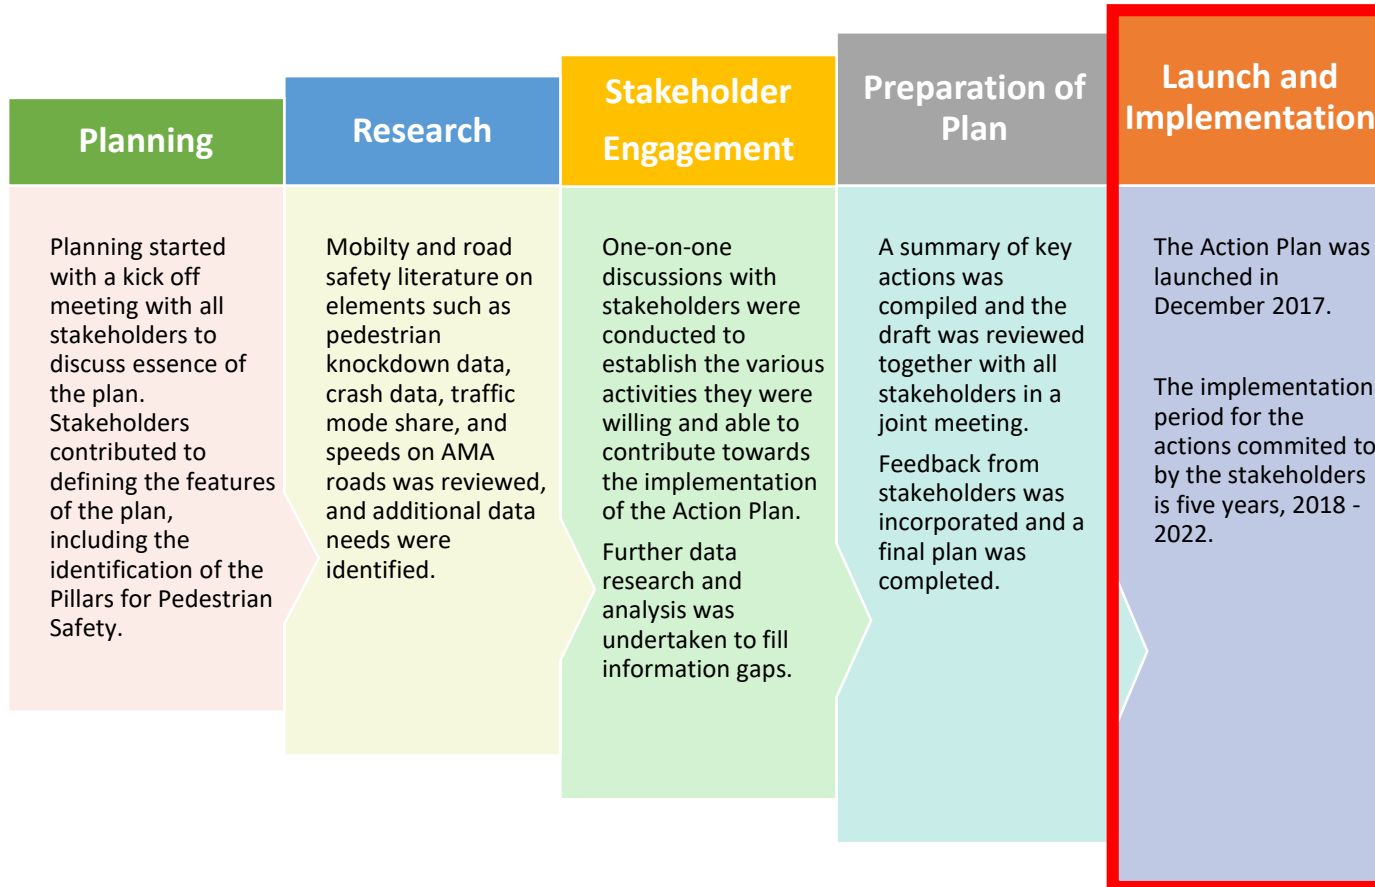 Planning
Planning started
with a kick off
meeting with all
stakeholders to
discuss essence of
the plan.
Stakeholders
contributed to
defining the features
of the plan,
including the
identification of the
Pillars for Pedestrian
Safety.
Research
Mobilty and road
safety literature on
elements such as
pedestrian
knockdown data,
crash data, traffic
mode share, and
speeds on AMA
roads was reviewed,
and additional data
needs were
identified.
Stakeholder
Engagement
One-on-one
discussions with
stakeholders were
conducted to
establish the various
activities they were
willing and able to
contribute towards
the implementation
of the Action Plan.
Further data
research and
analysis was
undertaken to fill
information gaps.
Preparation of
Plan
A summary of key
actions was
compiled and the
draft was reviewed
together with all
stakeholders in a
joint meeting.
Feedback from
stakeholders was
incorporated and a
final plan was
completed.
Launch and
Implementation
The Action Plan was
launched in
December 2017.
The implementation
period for the
actions commited to
by the stakeholders
is five years, 2018 -
2022.